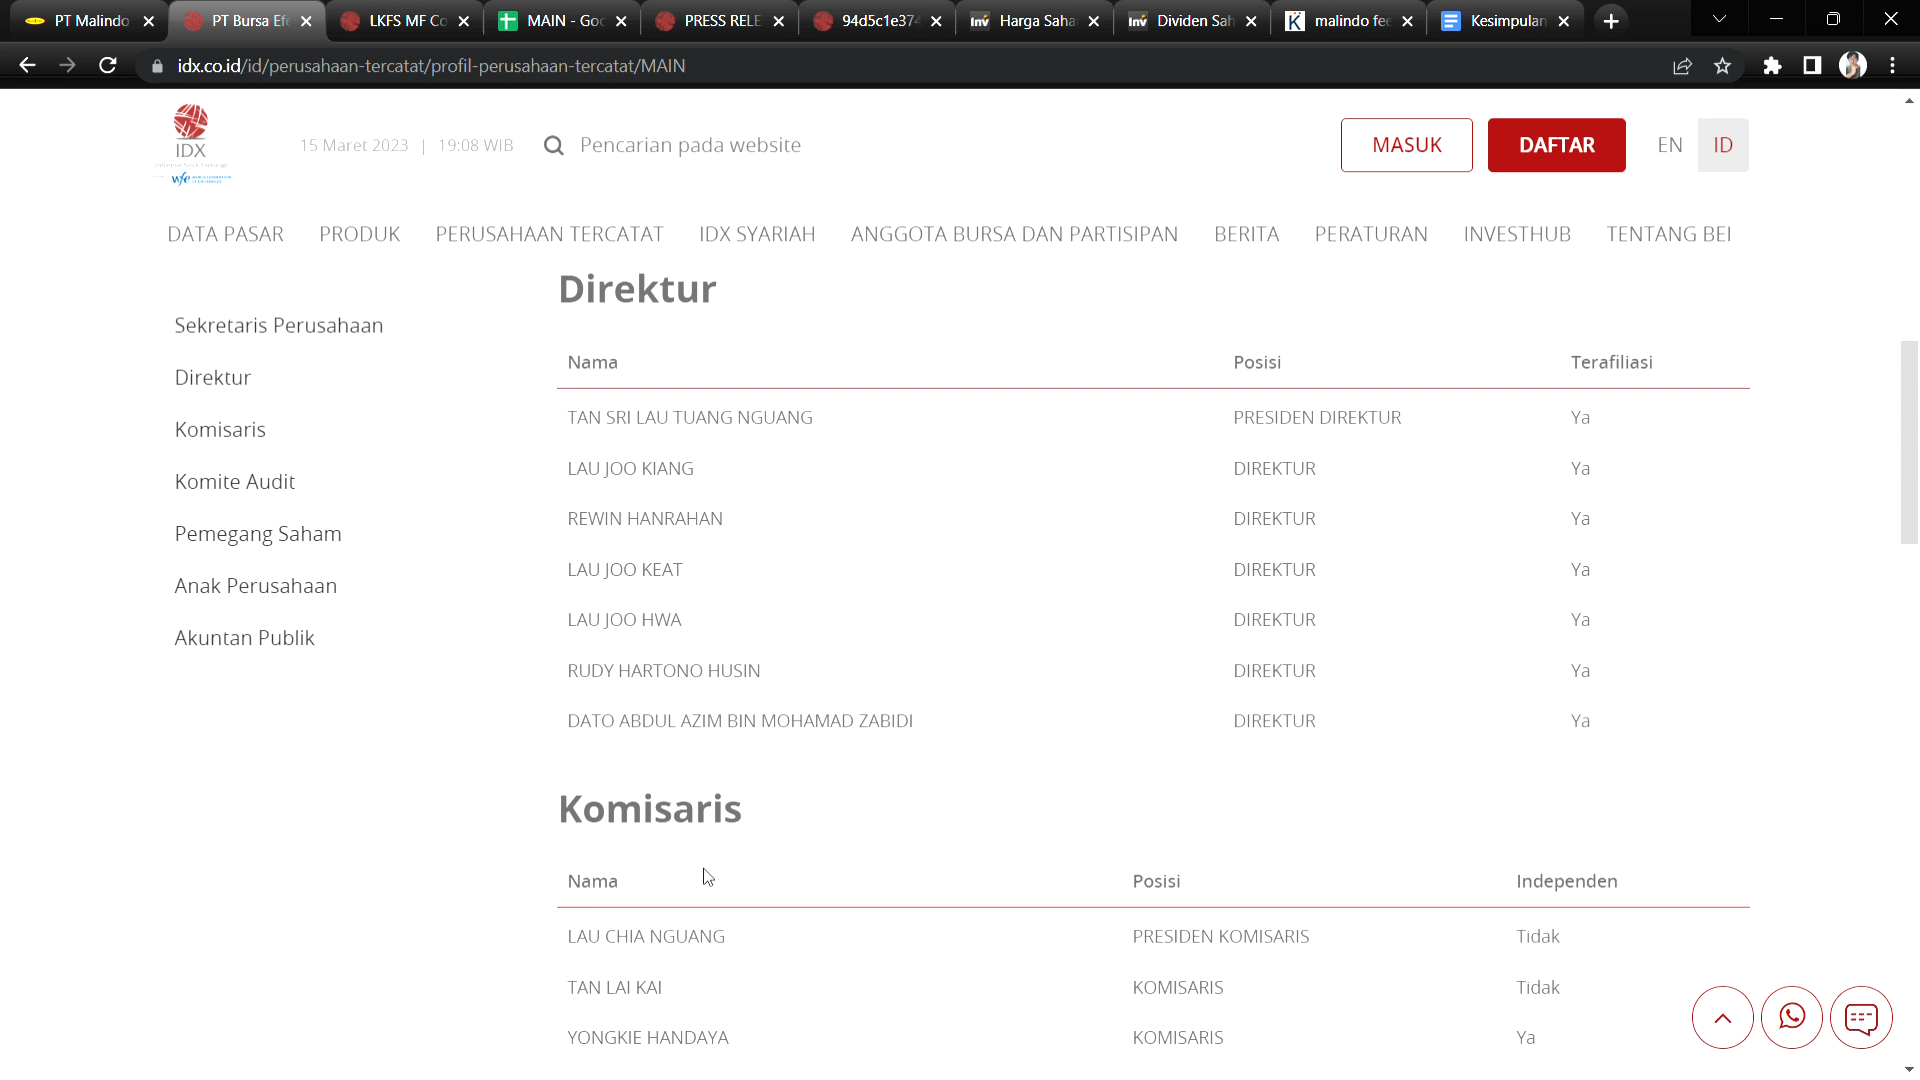 PT Malindo
PT Bursa Efe
LKFS MF Co
MAIN - Goo
PRESS RELE
94d5c1e374
Harga Saha
Dividen Sah
malindo fee
Kesimpulan
idx.co.id/id/perusahaan-tercatat/profil-perusahaan-tercatat/MAIN
IDX
wfe
15 Maret 2023 | 19:08 WIB
Pencarian pada website
MASUK
DAFTAR
EN
ID
DATA PASAR PRODUK PERUSAHAAN TERCATAT IDX SYARIAH ANGGOTA BURSA DAN PARTISIPAN BERITA PERATURAN INVESTHUB TENTANG BEI
Sekretaris Perusahaan
Direktur
Komisaris
Komite Audit
Pemegang Saham
Anak Perusahaan
Akuntan Publik
Direktur
Nama Posisi Terafiliasi
TAN SRI LAU TUANG NGUANG PRESIDEN DIREKTUR Ya
LAU JOO KIANG DIREKTUR Ya
REWIN HANRAHAN DIREKTUR Ya
LAU JOO KEAT DIREKTUR Ya
LAU JOO HWA DIREKTUR Ya
RUDY HARTONO HUSIN DIREKTUR Ya
DATO ABDUL AZIM BIN MOHAMAD ZABIDI DIREKTUR Ya
Komisaris
Nama Posisi Independen
LAU CHIA NGUANG PRESIDEN KOMISARIS Tidak
TAN LAI KAI KOMISARIS Tidak
YONGKIE HANDAYA KOMISARIS Ya